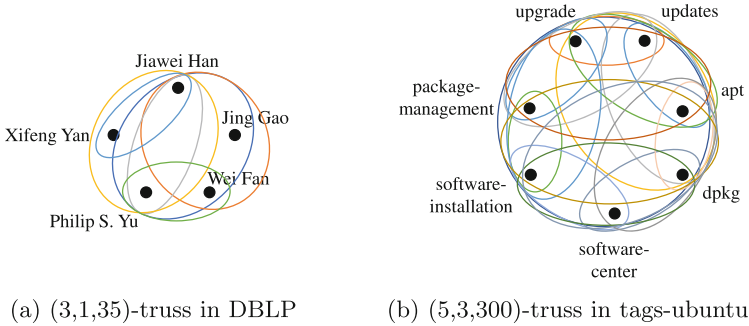 Jiawei Han
Jing Gao
Xifeng Yan
Wei Fan
Philip S. Yu
(a) (3,1,35)-truss in DBLP
upgrade
updates
package-
management
apt
software-
installation
dpkg
software-
center
(b) (5,3,300)-truss in tags-ubuntu